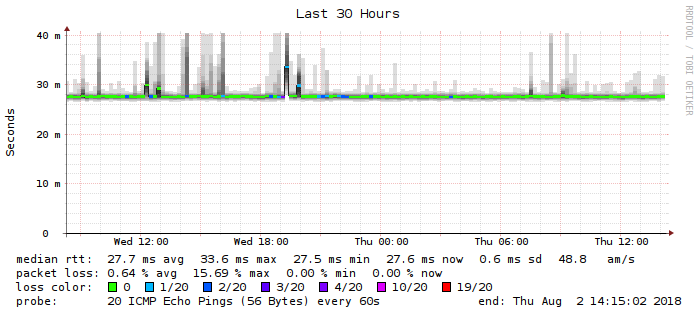 Last 30 Hours
RRDTOOL / TOBI OETIKER
Seconds
40 m
30 m
20 m
10 m
0
Wed 12:00 Wed 18:00 Thu 00:00 Thu 06:00 Thu 12:00
median rtt: 27.7 ms avg 33.6 ms max 27.5 ms min 27.6 ms now 0.6 ms sd 48.8 am/s
packet loss: 0.64 % avg 15.69 % max 0.00 % min 0.00 % now
loss color: 0 1/20 2/20 3/20 4/20 10/20 19/20
probe: 20 ICMP Echo Pings (56 Bytes) every 60s end: Thu Aug 2 14:15:02 2018